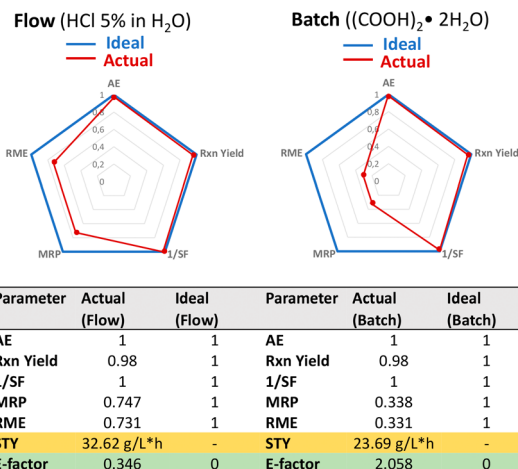 Flow (HCl 5% in H2O)
Ideal
Actual
AE
1
0,8
0,6
0,4
0,2
0
RME
Rxn Yield
MRP
1/SF
Batch ((COOH)2• 2H2O)
Ideal
Actual
AE
1
0,8
0,6
0,4
0,2
0
RME
Rxn Yield
MRP
1/SF
Parameter Actual (Flow) Ideal (Flow)
AE 1 1
Rxn Yield 0.98 1
1/SF 1 1
MRP 0.747 1
RME 0.731 1
STY 32.62 g/L*h -
E-factor 0.346 0
Parameter Actual (Batch) Ideal (Batch)
AE 1 1
Rxn Yield 0.98 1
1/SF 1 1
MRP 0.338 1
RME 0.331 1
STY 23.69 g/L*h -
E-factor 2.058 0